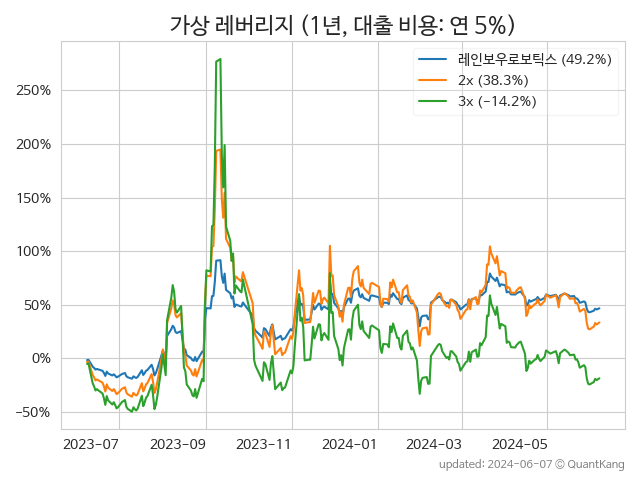 가상 레버리지 (1년, 대출 비용: 연 5%)
레인보우로보틱스 (49.2%)
2x (38.3%)
3x (−14.2%)
250%
200%
150%
100%
50%
0%
−50%
2023-07 2023-09 2023-11 2024-01 2024-03 2024-05
updated: 2024-06-07 © QuantKang